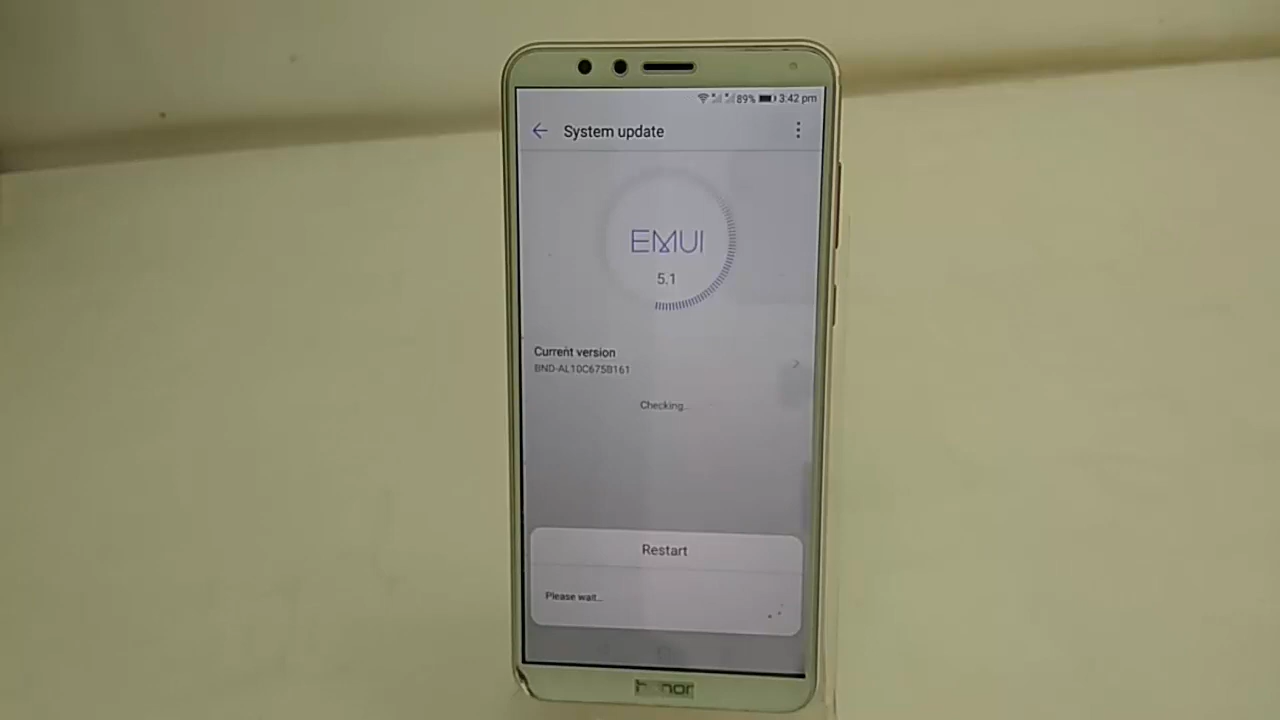 89% 3:42 pm
System update
EMUI
5.1
Current version
BND-AL10C675B161
Checking...
Restart
Please wait...
honor